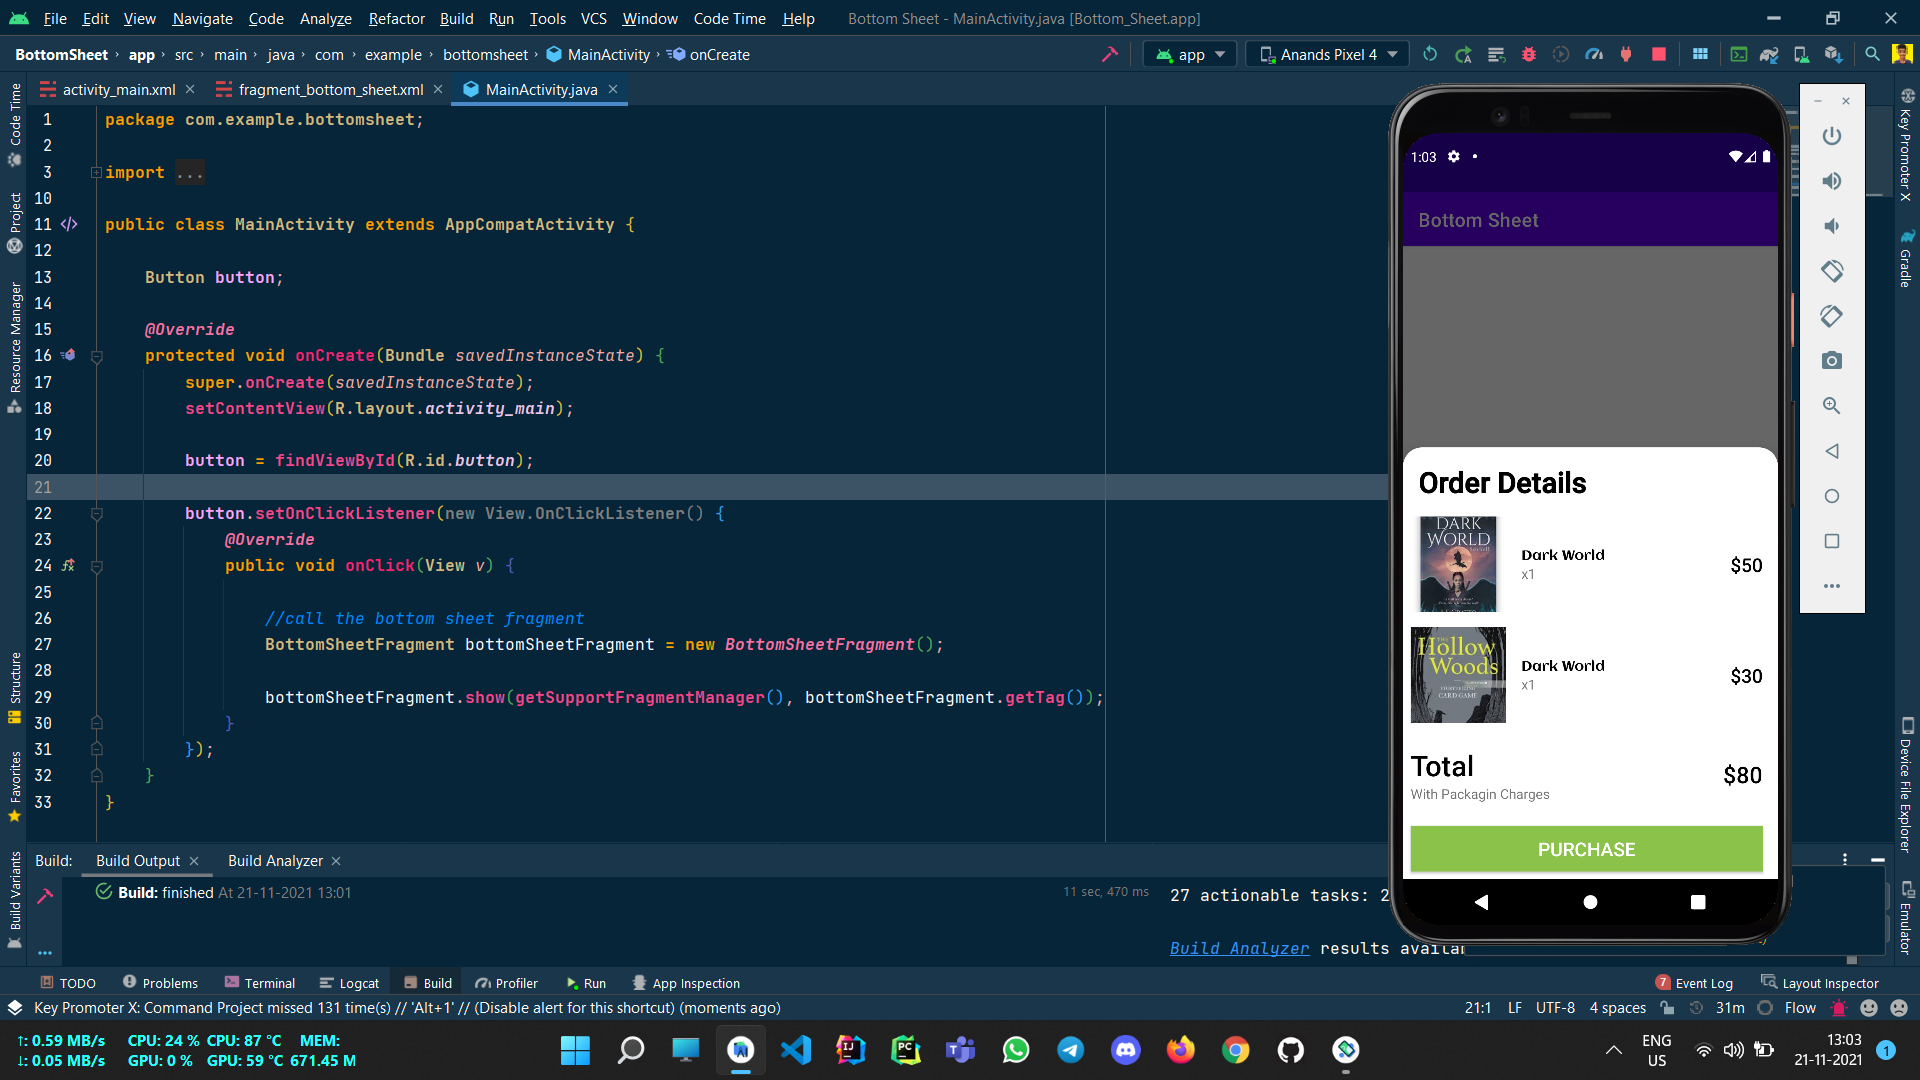 File Edit View Navigate Code Analyze Refactor Build Run Tools VCS Window Code Time Help Bottom Sheet - MainActivity.java [Bottom_Sheet.app]
BottomSheet › app › src › main › java › com › example › bottomsheet › MainActivity › onCreate
app
Anands Pixel 4
activity_main.xml
fragment_bottom_sheet.xml
MainActivity.java
Code Time
Project
Resource Manager
Structure
Favorites
Build Variants
1 package com.example.bottomsheet;
2
3 import ...
10
11 public class MainActivity extends AppCompatActivity {
12
13 Button button;
14
15 @Override
16 protected void onCreate(Bundle savedInstanceState) {
17 super.onCreate(savedInstanceState);
18 setContentView(R.layout.activity_main);
19
20 button = findViewById(R.id.button);
21
22 button.setOnClickListener(new View.OnClickListener() {
23 @Override
24 public void onClick(View v) {
25
26 //call the bottom sheet fragment
27 BottomSheetFragment bottomSheetFragment = new BottomSheetFragment();
28
29 bottomSheetFragment.show(getSupportFragmentManager(), bottomSheetFragment.getTag());
30 }
31 });
32 }
33 }
1:03
Bottom Sheet
Order Details
DARK WORLD
Dark World
x1
$50
THE
Hollow
Woods
STORYTELLING
CARD GAME
Dark World
x1
$30
Total
With Packagin Charges
$80
PURCHASE
Key Promoter X
Gradle
Device File Explorer
Emulator
Build: Build Output Build Analyzer
Build: finished At 21-11-2021 13:01
11 sec, 470 ms
27 actionable tasks: 2
Build Analyzer results availa
TODO Problems Terminal Logcat Build Profiler Run App Inspection
7 Event Log Layout Inspector
Key Promoter X: Command Project missed 131 time(s) // 'Alt+1' // (Disable alert for this shortcut) (moments ago)
21:1 LF UTF-8 4 spaces 31m Flow
↑: 0.59 MB/s CPU: 24 % CPU: 87 °C MEM:
↓: 0.05 MB/s GPU: 0 % GPU: 59 °C 671.45 M
ENG
US
13:03
21-11-2021
1